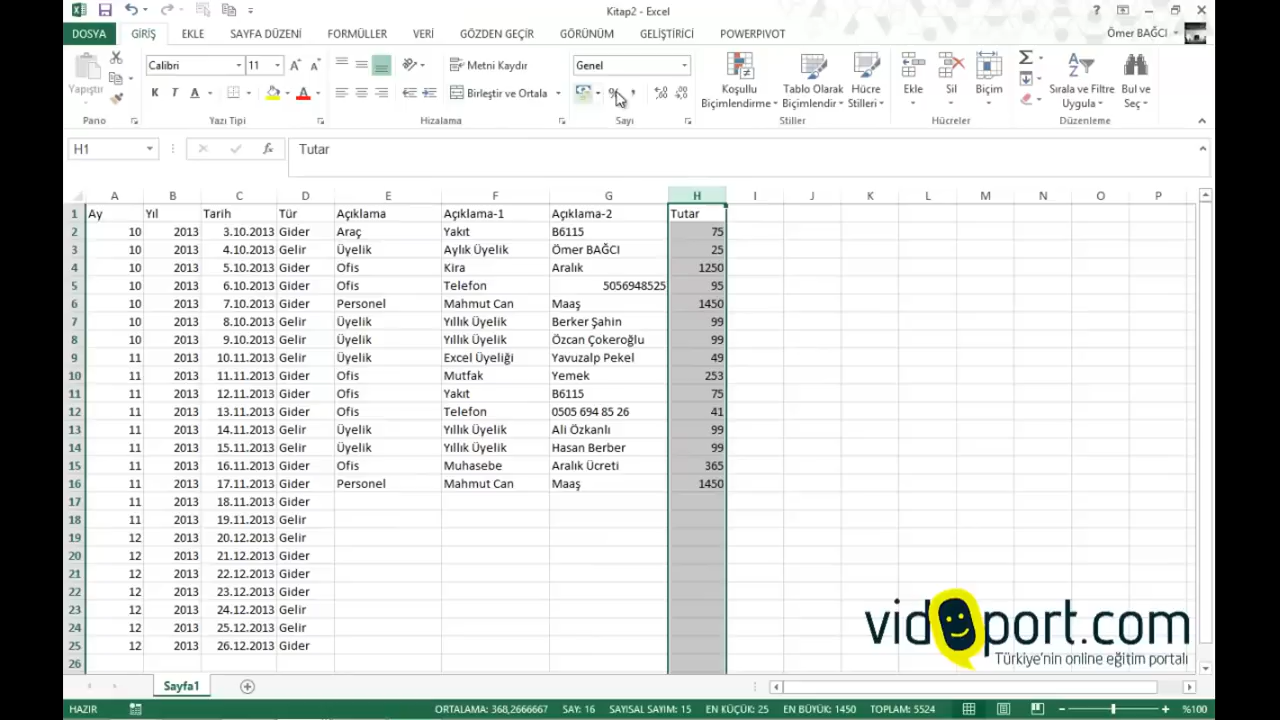 Kitap2 - Excel
DOSYA GİRİŞ EKLE SAYFA DÜZENİ FORMÜLLER VERİ GÖZDEN GEÇİR GÖRÜNÜM GELİŞTİRİCİ POWERPIVOT Ömer BAĞCI
Yapıştır
Pano
Calibri 11
K T A
Yazı Tipi
Metni Kaydır
Birleştir ve Ortala
Hizalama
Genel
%
Sayı
Koşullu Biçimlendirme
Tablo Olarak Biçimlendir
Hücre Stilleri
Stiller
Ekle Sil Biçim
Hücreler
Sırala ve Filtre Uygula
Bul ve Seç
Düzenleme
H1 fx Tutar
A B C D E F G H I J K L M N O P
1 Ay Yıl Tarih Tür Açıklama Açıklama-1 Açıklama-2 Tutar
2 10 2013 3.10.2013 Gider Araç Yakıt B6115 75
3 10 2013 4.10.2013 Gelir Üyelik Aylık Üyelik Ömer BAĞCI 25
4 10 2013 5.10.2013 Gider Ofis Kira Aralık 1250
5 10 2013 6.10.2013 Gider Ofis Telefon 5056948525 95
6 10 2013 7.10.2013 Gider Personel Mahmut Can Maaş 1450
7 10 2013 8.10.2013 Gelir Üyelik Yıllık Üyelik Berker Şahin 99
8 10 2013 9.10.2013 Gelir Üyelik Yıllık Üyelik Özcan Çokeroğlu 99
9 11 2013 10.11.2013 Gelir Üyelik Excel Üyeliği Yavuzalp Pekel 49
10 11 2013 11.11.2013 Gider Ofis Mutfak Yemek 253
11 11 2013 12.11.2013 Gider Ofis Yakıt B6115 75
12 11 2013 13.11.2013 Gider Ofis Telefon 0505 694 85 26 41
13 11 2013 14.11.2013 Gelir Üyelik Yıllık Üyelik Ali Özkanlı 99
14 11 2013 15.11.2013 Gelir Üyelik Yıllık Üyelik Hasan Berber 99
15 11 2013 16.11.2013 Gider Ofis Muhasebe Aralık Ücreti 365
16 11 2013 17.11.2013 Gider Personel Mahmut Can Maaş 1450
17 11 2013 18.11.2013 Gider
18 11 2013 19.11.2013 Gelir
19 12 2013 20.12.2013 Gelir
20 12 2013 21.12.2013 Gider
21 12 2013 22.12.2013 Gider
22 12 2013 23.12.2013 Gider
23 12 2013 24.12.2013 Gelir
24 12 2013 25.12.2013 Gelir
25 12 2013 26.12.2013 Gider
26
vidoport.com
Türkiye'nin online eğitim portalı
Sayfa1
HAZIR ORTALAMA: 368,2666667 SAY: 16 SAYISAL SAYIM: 15 EN KÜÇÜK: 25 EN BÜYÜK: 1450 TOPLAM: 5524 %100